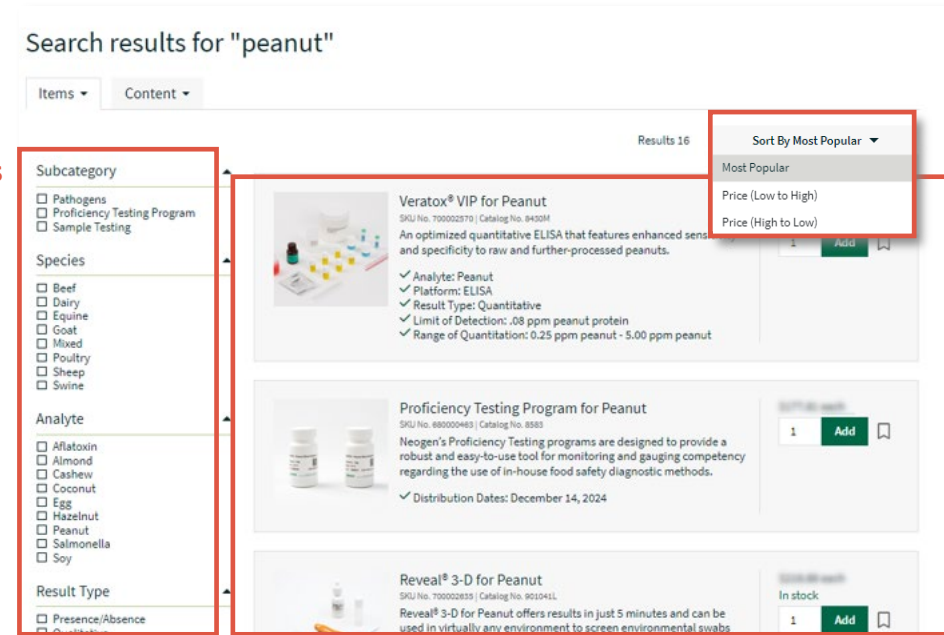 Search results for "peanut"
Items
Content
Results 16
Sort By Most Popular
Most Popular
Price (Low to High)
Price (High to Low)
s
Subcategory
Pathogens
Proficiency Testing Program
Sample Testing
Species
Beef
Dairy
Equine
Goat
Mixed
Poultry
Sheep
Swine
Analyte
Aflatoxin
Almond
Cashew
Coconut
Egg
Hazelnut
Peanut
Salmonella
Soy
Result Type
Presence/Absence
Veratox® VIP for Peanut
SKU No. 700002570 | Catalog No. 8430M
An optimized quantitative ELISA that features enhanced
and specificity to raw and further-processed peanuts.
Analyte: Peanut
Platform: ELISA
Result Type: Quantitative
Limit of Detection: .08 ppm peanut protein
Range of Quantitation: 0.25 ppm peanut - 5.00 ppm peanut
1 Add
Proficiency Testing Program for Peanut
SKU No. 680000463 | Catalog No. 8583
Neogen's Proficiency Testing programs are designed to provide a
robust and easy-to-use tool for monitoring and gauging competency
regarding the use of in-house food safety diagnostic methods.
Distribution Dates: December 14, 2024
1 Add
Reveal® 3-D for Peanut
SKU No. 700002835 | Catalog No. 901041L
Reveal® 3-D for Peanut offers results in just 5 minutes and can be
used in virtually any environment to screen environmental swabs
In stock
1 Add